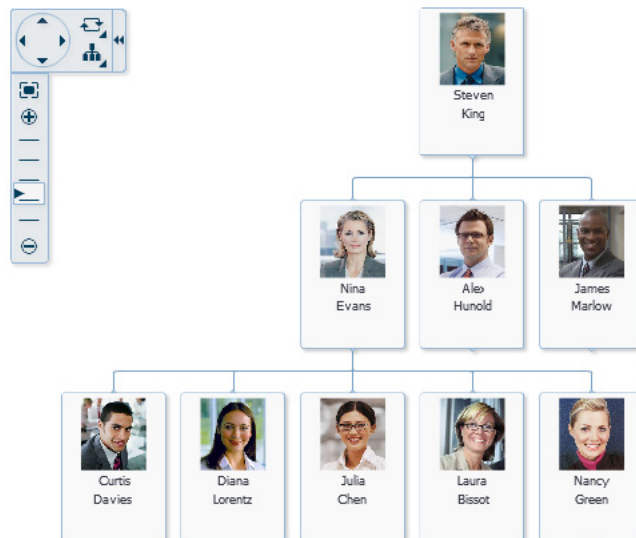 Steven
King
Nina
Evans
Alex
Hunold
James
Marlow
Curtis
Davies
Diana
Lorentz
Julia
Chen
Laura
Bissot
Nancy
Green